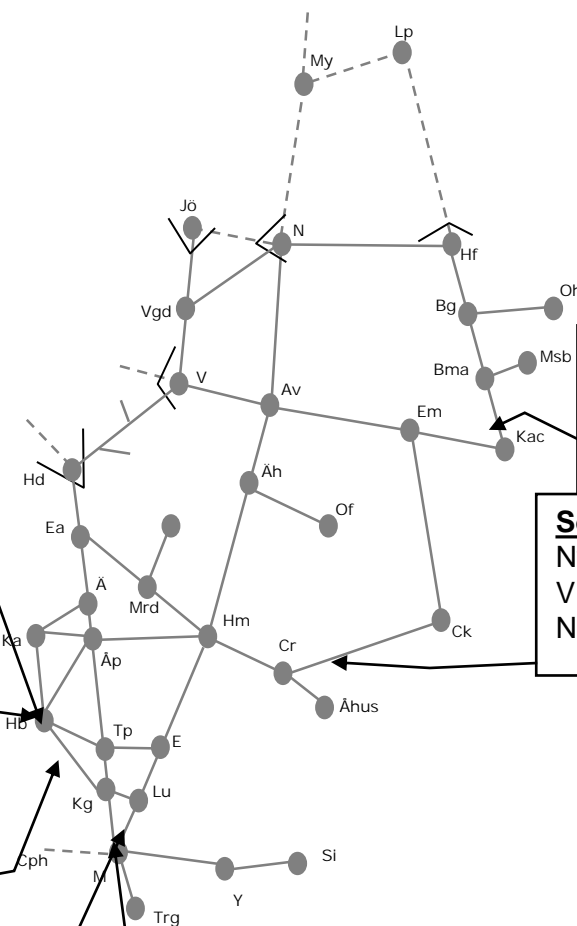 Lp
My
Jö
N
Hf
Vgd
Bg
V
Bma
Msb
Av
Em
Kac
Äh
Hd
Of
Ea
Ä
Mrd
Hm
Ck
Ka
Åp
Cr
Åhus
Hb
Tp
E
Kg
Lu
Cph
M
Si
Y
Trg
N
V
N